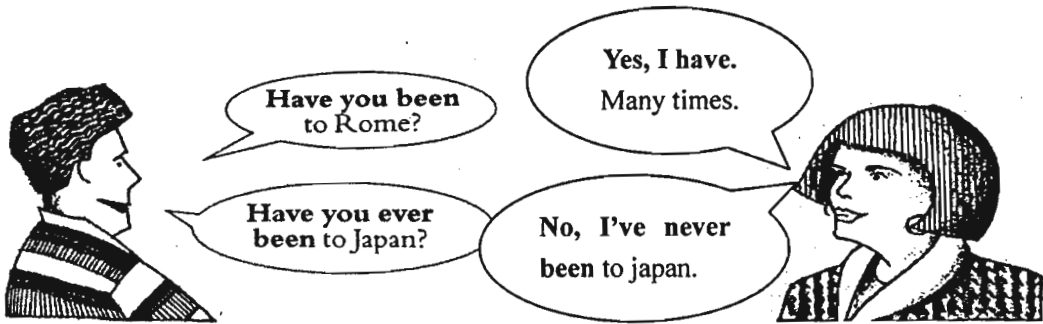 Have you been
to Rome?
Yes, I have.
Many times.
Have you ever
been to Japan?
No, I've never
been to japan.